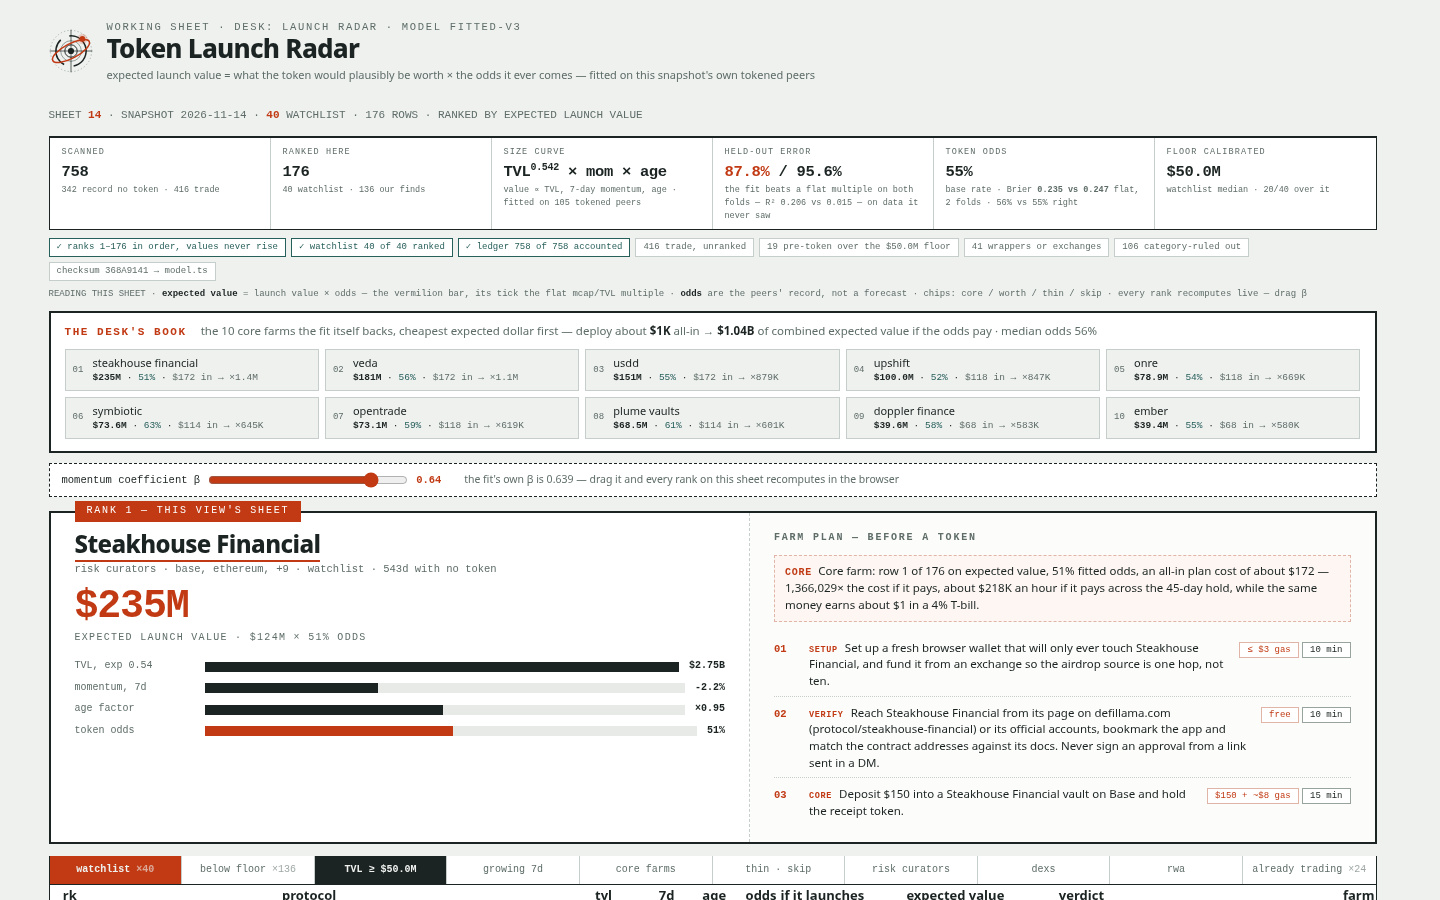 WORKING SHEET · DESK: LAUNCH RADAR · MODEL FITTED-V3
Token Launch Radar
expected launch value = what the token would plausibly be worth × the odds it ever comes — fitted on this snapshot's own tokened peers
SHEET 14 · SNAPSHOT 2026-11-14 · 40 WATCHLIST · 176 ROWS · RANKED BY EXPECTED LAUNCH VALUE
SCANNED
758
342 record no token · 416 trade
RANKED HERE
176
40 watchlist · 136 our finds
SIZE CURVE
TVL^0.542 × mom × age
value ∝ TVL, 7-day momentum, age ·
fitted on 105 tokened peers
HELD-OUT ERROR
87.8% / 95.6%
the fit beats a flat multiple on both
folds — R² 0.206 vs 0.015 — on data it
never saw
TOKEN ODDS
55%
base rate · Brier 0.235 vs 0.247 flat,
2 folds · 56% vs 55% right
FLOOR CALIBRATED
$50.0M
watchlist median · 20/40 over it
✓ ranks 1–176 in order, values never rise
✓ watchlist 40 of 40 ranked
✓ ledger 758 of 758 accounted
416 trade, unranked
19 pre-token over the $50.0M floor
41 wrappers or exchanges
106 category-ruled out
checksum 368A9141 → model.ts
READING THIS SHEET · expected value = launch value × odds — the vermilion bar, its tick the flat mcap/TVL multiple · odds are the peers' record, not a forecast · chips: core / worth / thin / skip · every rank recomputes live — drag β
THE DESK'S BOOK the 10 core farms the fit itself backs, cheapest expected dollar first — deploy about $1K all-in → $1.04B of combined expected value if the odds pay · median odds 56%
01 steakhouse financial
$235M · 51% · $172 in → ×1.4M
02 veda
$181M · 56% · $172 in → ×1.1M
03 usdd
$151M · 55% · $172 in → ×879K
04 upshift
$100.0M · 52% · $118 in → ×847K
05 onre
$78.9M · 54% · $118 in → ×669K
06 symbiotic
$73.6M · 63% · $114 in → ×645K
07 opentrade
$73.1M · 59% · $118 in → ×619K
08 plume vaults
$68.5M · 61% · $114 in → ×601K
09 doppler finance
$39.6M · 58% · $68 in → ×583K
10 ember
$39.4M · 55% · $68 in → ×580K
momentum coefficient β 0.64 the fit's own β is 0.639 — drag it and every rank on this sheet recomputes in the browser
RANK 1 — THIS VIEW'S SHEET
Steakhouse Financial
risk curators · base, ethereum, +9 · watchlist · 543d with no token
$235M
EXPECTED LAUNCH VALUE · $124M × 51% ODDS
TVL, exp 0.54 $2.75B
momentum, 7d -2.2%
age factor ×0.95
token odds 51%
FARM PLAN — BEFORE A TOKEN
CORE Core farm: row 1 of 176 on expected value, 51% fitted odds, an all-in plan cost of about $172 —
1,366,029× the cost if it pays, about $218K an hour if it pays across the 45-day hold, while the same
money earns about $1 in a 4% T-bill.
01 SETUP Set up a fresh browser wallet that will only ever touch Steakhouse
Financial, and fund it from an exchange so the airdrop source is one hop, not
ten.
≤ $3 gas 10 min
02 VERIFY Reach Steakhouse Financial from its page on defillama.com
(protocol/steakhouse-financial) or its official accounts, bookmark the app and
match the contract addresses against its docs. Never sign an approval from a link
sent in a DM.
free 10 min
03 CORE Deposit $150 into a Steakhouse Financial vault on Base and hold
the receipt token.
$150 + ~$8 gas 15 min
watchlist ×40
below floor ×136
TVL ≥ $50.0M
growing 7d
core farms
thin · skip
risk curators
dexs
rwa
already trading ×24
rk protocol tvl 7d age odds if it launches expected value verdict farm